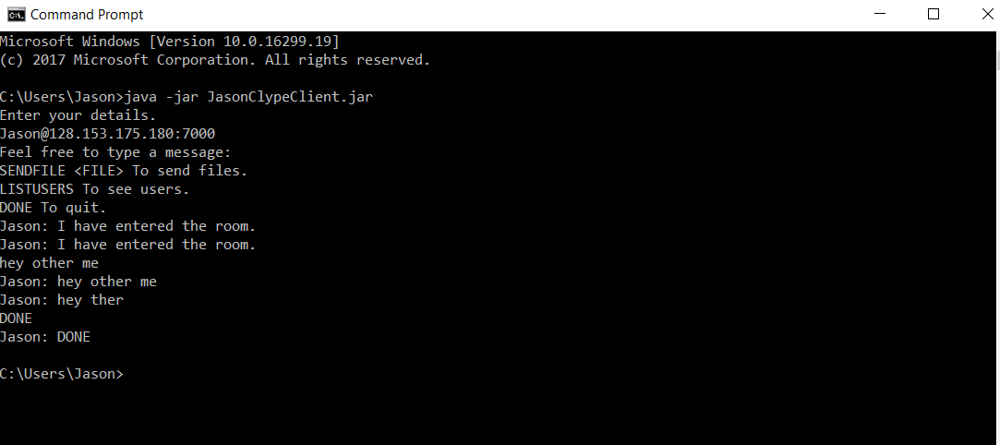 Command Prompt
Microsoft Windows [Version 10.0.16299.19]
(c) 2017 Microsoft Corporation. All rights reserved.
C:\Users\Jason>java -jar JasonClypeClient.jar
Enter your details.
Jason@128.153.175.180:7000
Feel free to type a message:
SENDFILE <FILE> To send files.
LISTUSERS To see users.
DONE To quit.
Jason: I have entered the room.
Jason: I have entered the room.
hey other me
Jason: hey other me
Jason: hey ther
DONE
Jason: DONE
C:\Users\Jason>